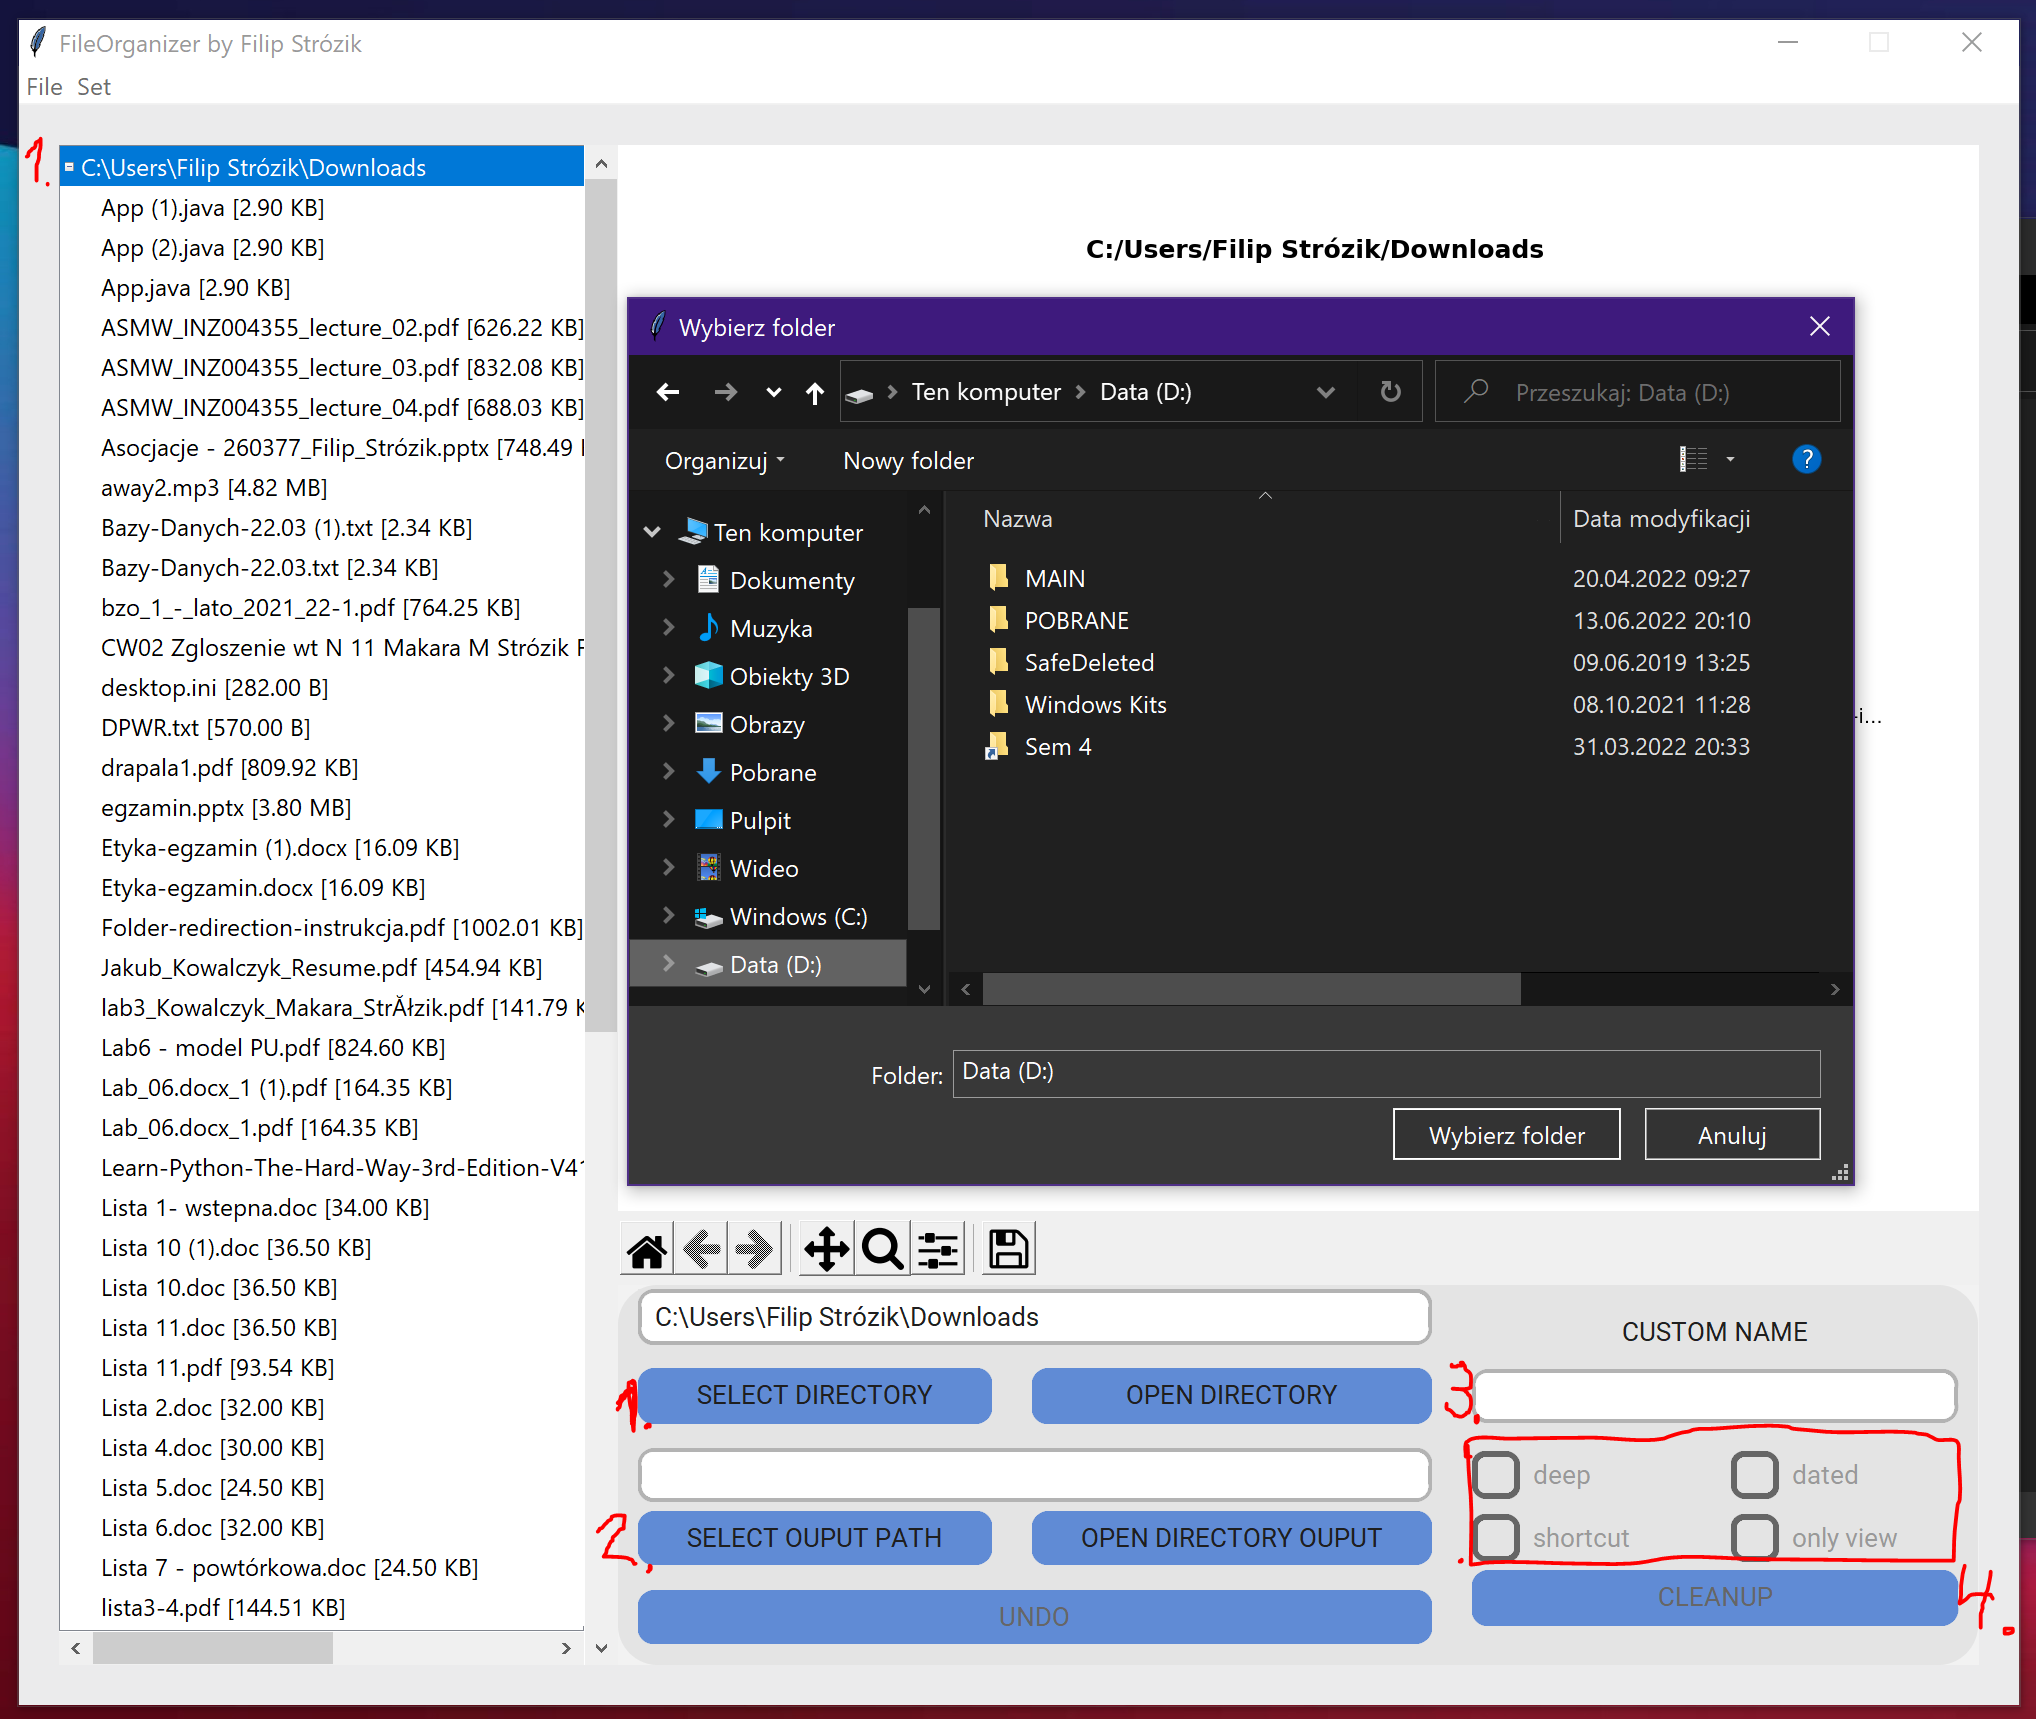 FileOrganizer by Filip Strózik
File Set
1.
C:\Users\Filip Strózik\Downloads
App (1).java [2.90 KB]
App (2).java [2.90 KB]
App.java [2.90 KB]
ASMW_INZ004355_lecture_02.pdf [626.22 KB]
ASMW_INZ004355_lecture_03.pdf [832.08 KB]
ASMW_INZ004355_lecture_04.pdf [688.03 KB]
Asocjacje - 260377_Filip_Strózik.pptx [748.49
away2.mp3 [4.82 MB]
Bazy-Danych-22.03 (1).txt [2.34 KB]
Bazy-Danych-22.03.txt [2.34 KB]
bzo_1_-_lato_2021_22-1.pdf [764.25 KB]
CW02 Zgloszenie wt N 11 Makara M Strózik F
desktop.ini [282.00 B]
DPWR.txt [570.00 B]
drapala1.pdf [809.92 KB]
egzamin.pptx [3.80 MB]
Etyka-egzamin (1).docx [16.09 KB]
Etyka-egzamin.docx [16.09 KB]
Folder-redirection-instrukcja.pdf [1002.01 KB]
Jakub_Kowalczyk_Resume.pdf [454.94 KB]
lab3_Kowalczyk_Makara_StrĂłzik.pdf [141.79 K
Lab6 - model PU.pdf [824.60 KB]
Lab_06.docx_1 (1).pdf [164.35 KB]
Lab_06.docx_1.pdf [164.35 KB]
Learn-Python-The-Hard-Way-3rd-Edition-V41
Lista 1- wstepna.doc [34.00 KB]
Lista 10 (1).doc [36.50 KB]
Lista 10.doc [36.50 KB]
Lista 11.doc [36.50 KB]
Lista 11.pdf [93.54 KB]
Lista 2.doc [32.00 KB]
Lista 4.doc [30.00 KB]
Lista 5.doc [24.50 KB]
Lista 6.doc [32.00 KB]
Lista 7 - powtórkowa.doc [24.50 KB]
lista3-4.pdf [144.51 KB]
C:/Users/Filip Strózik/Downloads
-i...
Wybierz folder
Ten komputer > Data (D:)
Przeszukaj: Data (D:)
Organizuj
Nowy folder
?
Ten komputer
Dokumenty
Muzyka
Obiekty 3D
Obrazy
Pobrane
Pulpit
Wideo
Windows (C:)
Data (D:)
Nazwa Data modyfikacji
MAIN 20.04.2022 09:27
POBRANE 13.06.2022 20:10
SafeDeleted 09.06.2019 13:25
Windows Kits 08.10.2021 11:28
Sem 4 31.03.2022 20:33
Folder: Data (D:)
Wybierz folder Anuluj
C:\Users\Filip Strózik\Downloads
1. SELECT DIRECTORY OPEN DIRECTORY
2. SELECT OUPUT PATH OPEN DIRECTORY OUPUT
UNDO
CUSTOM NAME
3.
deep dated
shortcut only view
CLEANUP 4.